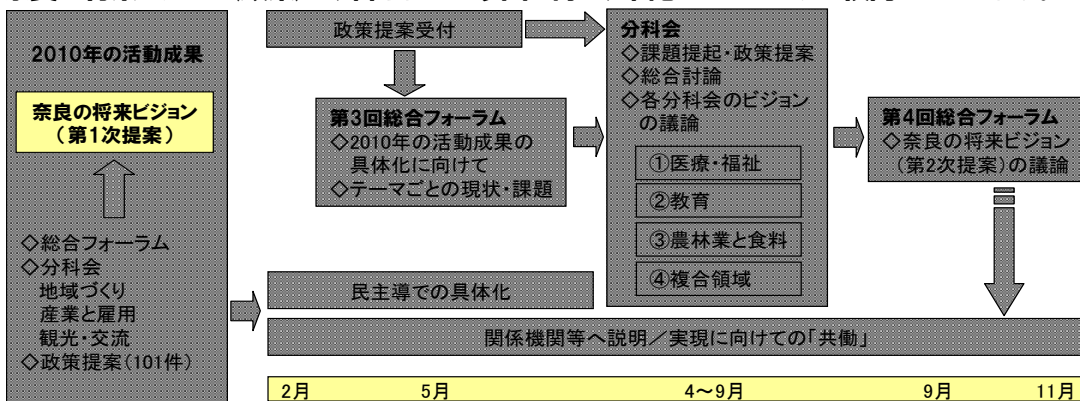 2010年の活動成果
奈良の将来ビジョン
(第1次提案)
◇総合フォーラム
◇分科会
地域づくり
産業と雇用
観光・交流
◇政策提案(101件)
政策提案受付
第3回総合フォーラム
◇2010年の活動成果の
具体化に向けて
◇テーマごとの現状・課題
民主導での具体化
分科会
◇課題提起・政策提案
◇総合討論
◇各分科会のビジョン
の議論
①医療・福祉
②教育
③農林業と食料
④複合領域
第4回総合フォーラム
◇奈良の将来ビジョン
(第2次提案)の議論
関係機関等へ説明/実現に向けての「共働」
2月 5月 4~9月 9月 11月